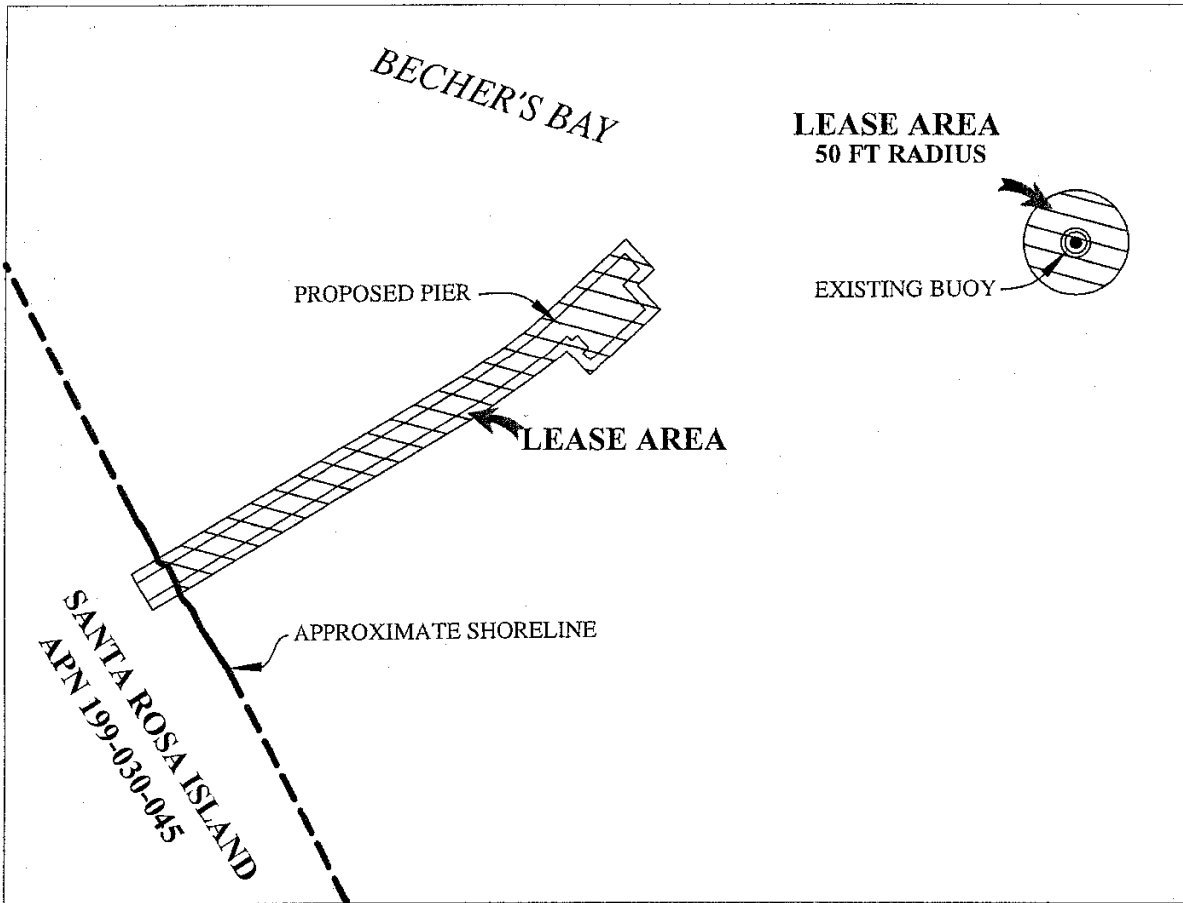 BECHER'S BAY
LEASE AREA
50 FT RADIUS
PROPOSED PIER
EXISTING BUOY
LEASE AREA
APPROXIMATE SHORELINE
SANTA ROSA ISLAND
APN 199-030-045